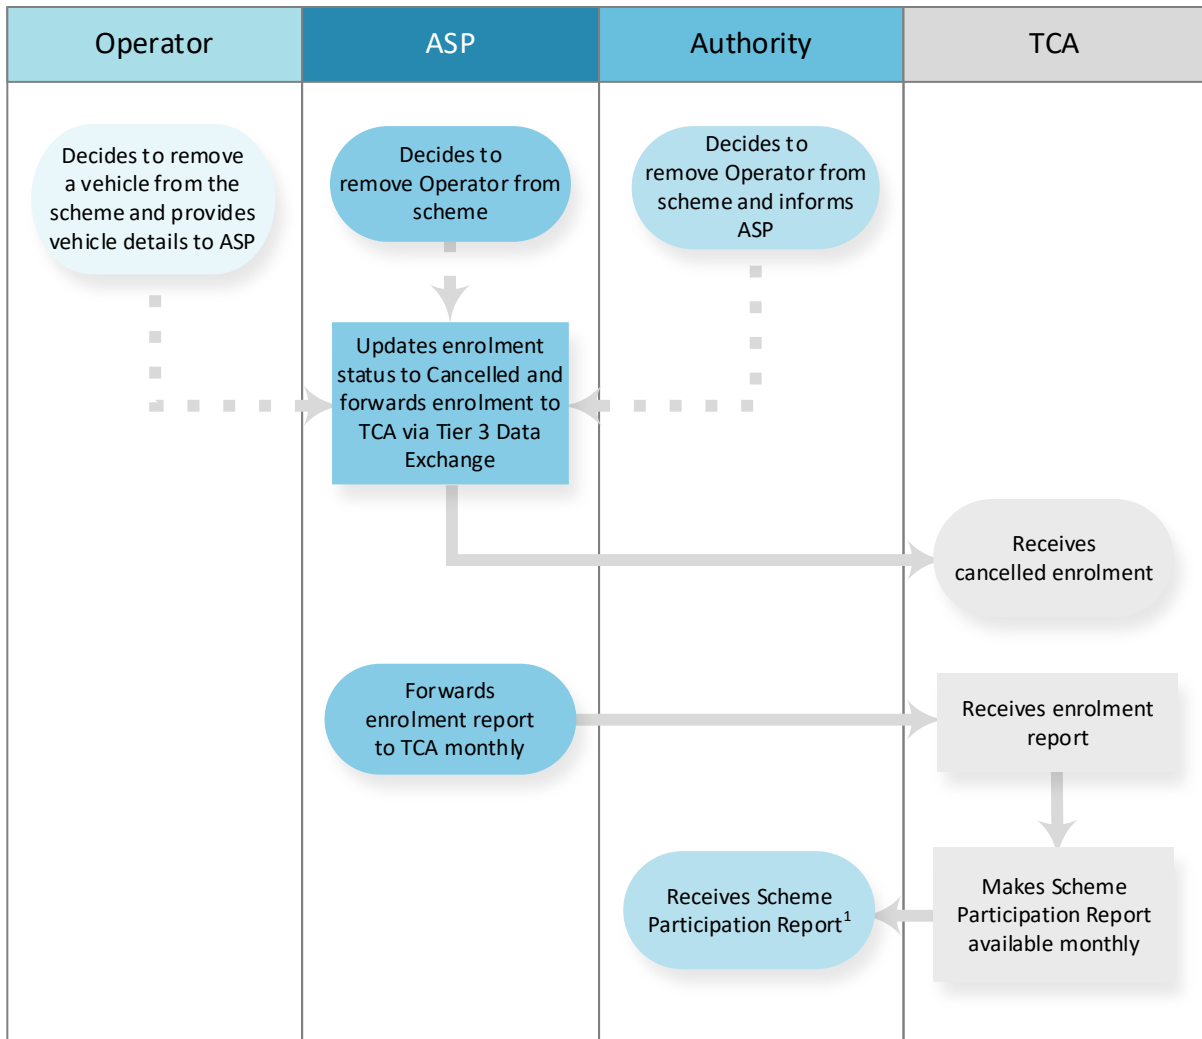 Operator
ASP
Authority
TCA
Decides to remove
a vehicle from the
scheme and provides
vehicle details to ASP
Decides to
remove Operator from
scheme
Decides to
remove Operator from
scheme and informs
ASP
Updates enrolment
status to Cancelled and
forwards enrolment to
TCA via Tier 3 Data
Exchange
Receives
cancelled enrolment
Forwards
enrolment report
to TCA monthly
Receives enrolment
report
Receives Scheme
Participation Report¹
Makes Scheme
Participation Report
available monthly